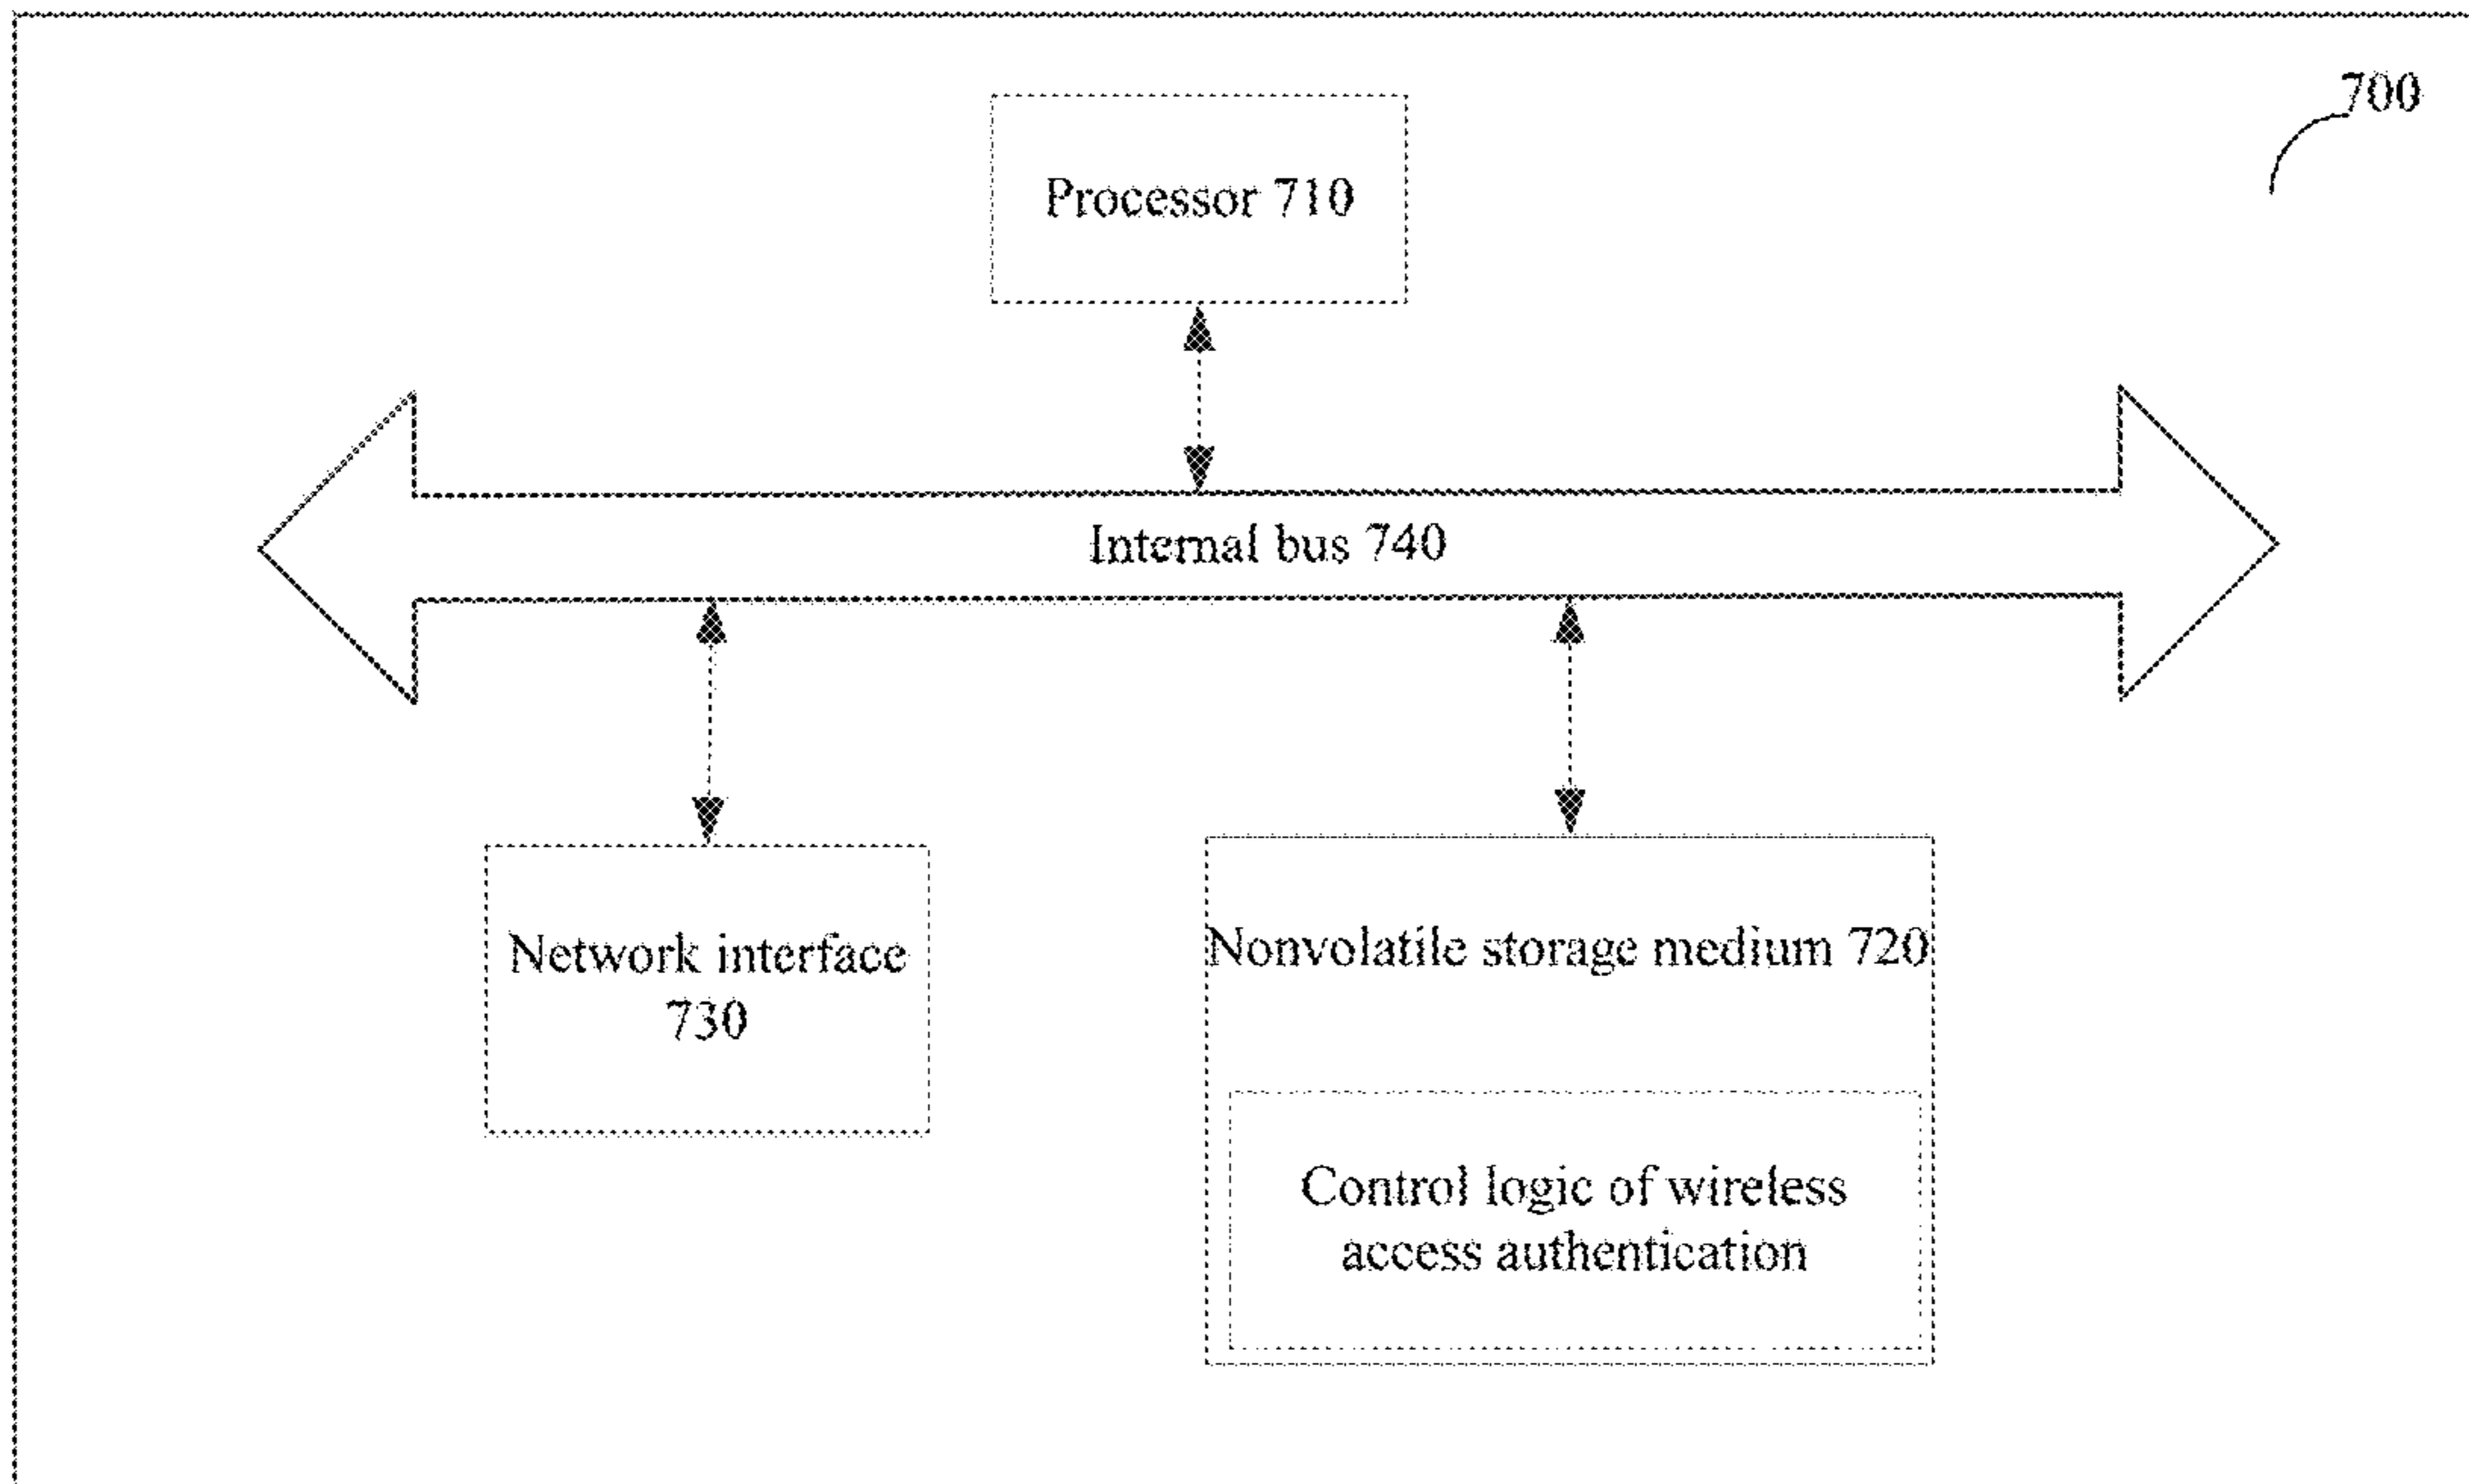 700
Processor 710
Internal bus 740
Network interface
730
Nonvolatile storage medium 720
Control logic of wireless
access authentication